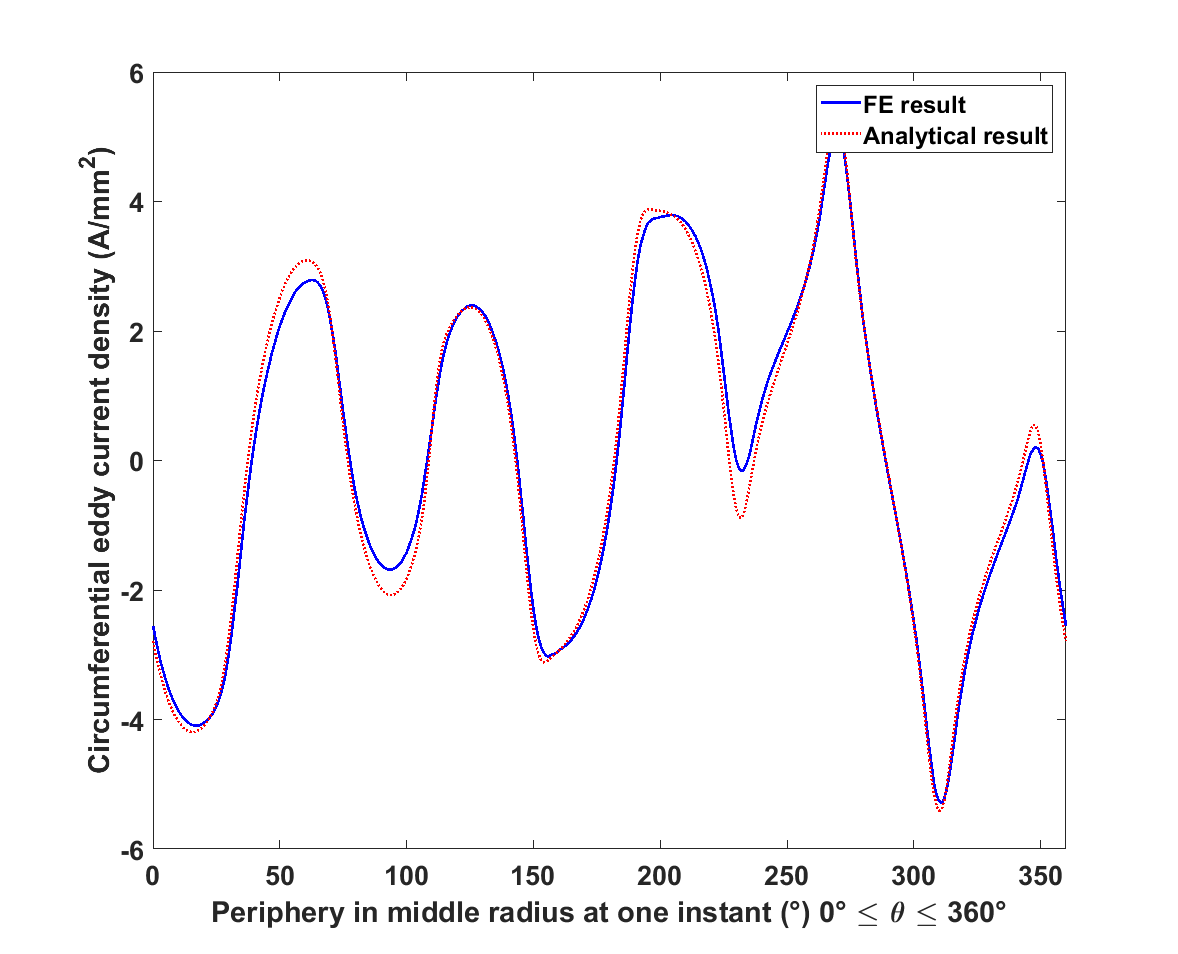 6
4
2
0
-2
-4
-6
Circumferential eddy current density (A/mm²)
FE result
Analytical result
0 50 100 150 200 250 300 350
Periphery in middle radius at one instant (°) 0° ≤ θ ≤ 360°